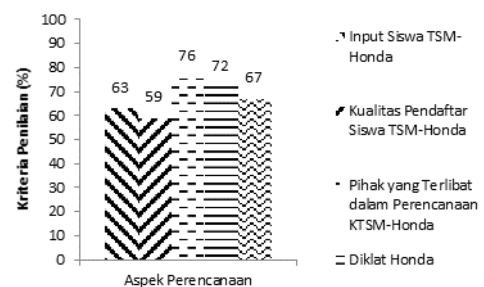 Kriteria Penilaian (%)
100
90
80
70
60
50
40
30
20
10
0
63
59
76
72
67
Aspek Perencanaan
Input Siswa TSM-
Honda
Kualitas Pendaftar
Siswa TSM-Honda
Pihak yang Terlibat
dalam Perencanaan
KTSM-Honda
Diklat Honda